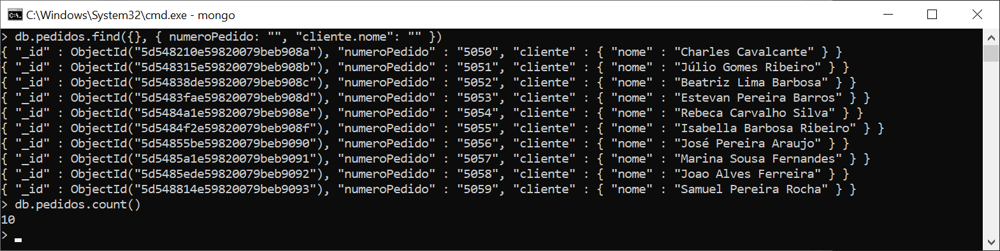 C:\Windows\System32\cmd.exe - mongo
> db.pedidos.find({}, { numeroPedido: "", "cliente.nome": "" })
{ "_id" : ObjectId("5d548210e59820079beb908a"), "numeroPedido" : "5050", "cliente" : { "nome" : "Charles Cavalcante" } }
{ "_id" : ObjectId("5d548315e59820079beb908b"), "numeroPedido" : "5051", "cliente" : { "nome" : "Júlio Gomes Ribeiro" } }
{ "_id" : ObjectId("5d54838de59820079beb908c"), "numeroPedido" : "5052", "cliente" : { "nome" : "Beatriz Lima Barbosa" } }
{ "_id" : ObjectId("5d5483fae59820079beb908d"), "numeroPedido" : "5053", "cliente" : { "nome" : "Estevan Pereira Barros" } }
{ "_id" : ObjectId("5d5484a1e59820079beb908e"), "numeroPedido" : "5054", "cliente" : { "nome" : "Rebeca Carvalho Silva" } }
{ "_id" : ObjectId("5d5484f2e59820079beb908f"), "numeroPedido" : "5055", "cliente" : { "nome" : "Isabella Barbosa Ribeiro" } }
{ "_id" : ObjectId("5d54855be59820079beb9090"), "numeroPedido" : "5056", "cliente" : { "nome" : "José Pereira Araujo" } }
{ "_id" : ObjectId("5d5485a1e59820079beb9091"), "numeroPedido" : "5057", "cliente" : { "nome" : "Marina Sousa Fernandes" } }
{ "_id" : ObjectId("5d5485ede59820079beb9092"), "numeroPedido" : "5058", "cliente" : { "nome" : "Joao Alves Ferreira" } }
{ "_id" : ObjectId("5d548814e59820079beb9093"), "numeroPedido" : "5059", "cliente" : { "nome" : "Samuel Pereira Rocha" } }
> db.pedidos.count()
10
>